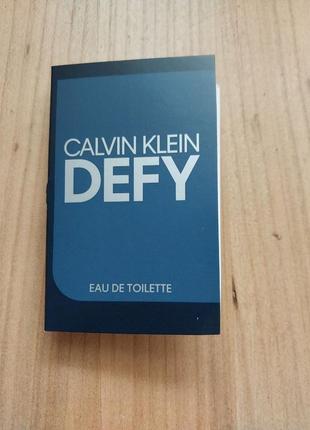 CALVIN KLEIN
DEFY
EAU DE TOILETTE